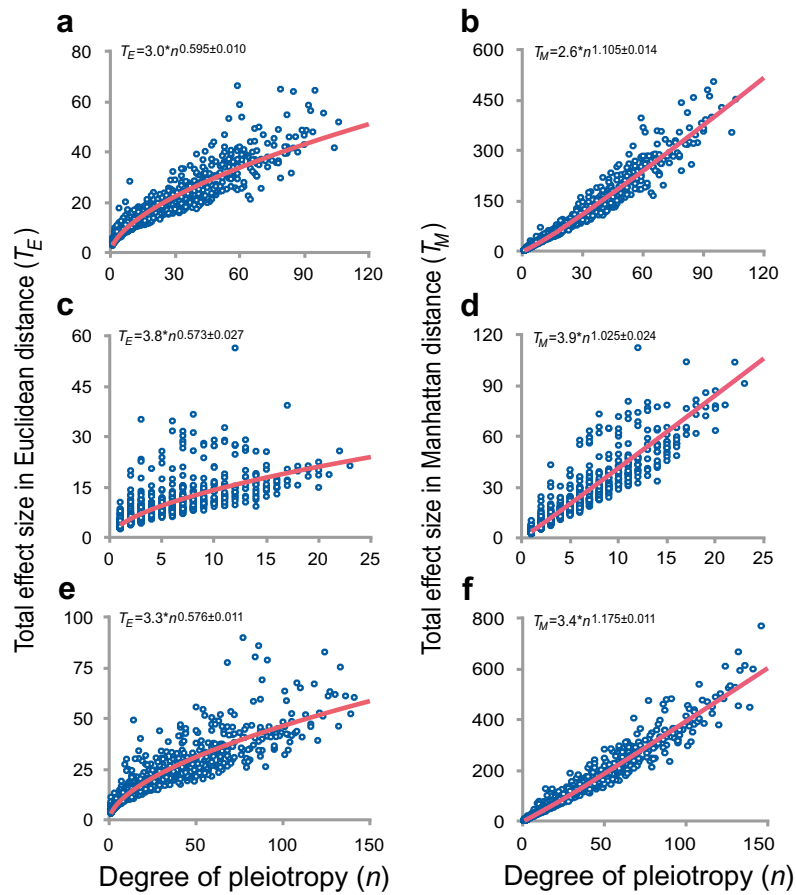 a
T_E=3.0*n^0.595±0.010
80
60
40
20
0
0 30 60 90 120
b
T_M=2.6*n^1.105±0.014
600
450
300
150
0
0 30 60 90 120
c
T_E=3.8*n^0.573±0.027
60
45
30
15
0
0 5 10 15 20 25
d
T_M=3.9*n^1.025±0.024
120
90
60
30
0
0 5 10 15 20 25
e
T_E=3.3*n^0.576±0.011
100
75
50
25
0
0 50 100 150
f
T_M=3.4*n^1.175±0.011
800
600
400
200
0
0 50 100 150
Total effect size in Euclidean distance (T_E)
Total effect size in Manhattan distance (T_M)
Degree of pleiotropy (n)
Degree of pleiotropy (n)